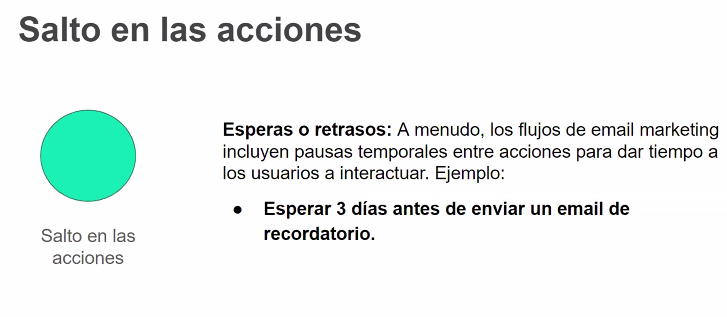 Salto en las acciones
Esperas o retrasos: A menudo, los flujos de email marketing
incluyen pausas temporales entre acciones para dar tiempo a
los usuarios a interactuar. Ejemplo:
● Esperar 3 días antes de enviar un email de
recordatorio.
Salto en las
acciones